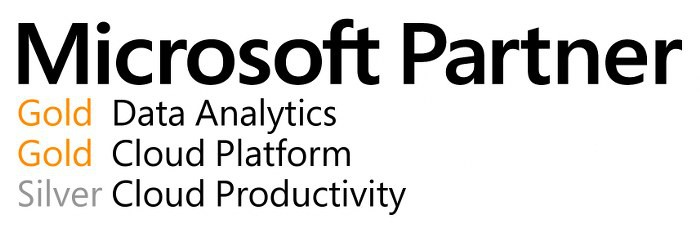 Microsoft Partner
Gold Data Analytics
Gold Cloud Platform
Silver Cloud Productivity